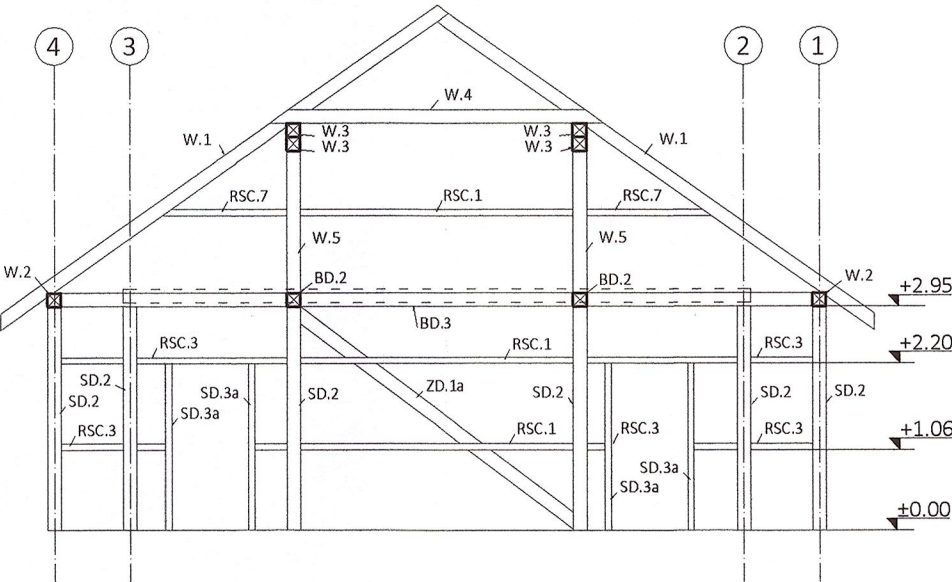 4 3 2 1
W.4
W.1 W.3 W.3 W.1
W.3 W.3
RSC.7 RSC.1 RSC.7
W.5 W.5
W.2 BD.2 BD.2 W.2
+2.95
BD.3
RSC.3 RSC.1 RSC.3
+2.20
SD.2 SD.3a SD.2 ZD.1a SD.2 SD.2 SD.2
SD.2 SD.3a
RSC.3 RSC.1 RSC.3 RSC.3
+1.06
SD.3a
SD.3a
±0.00